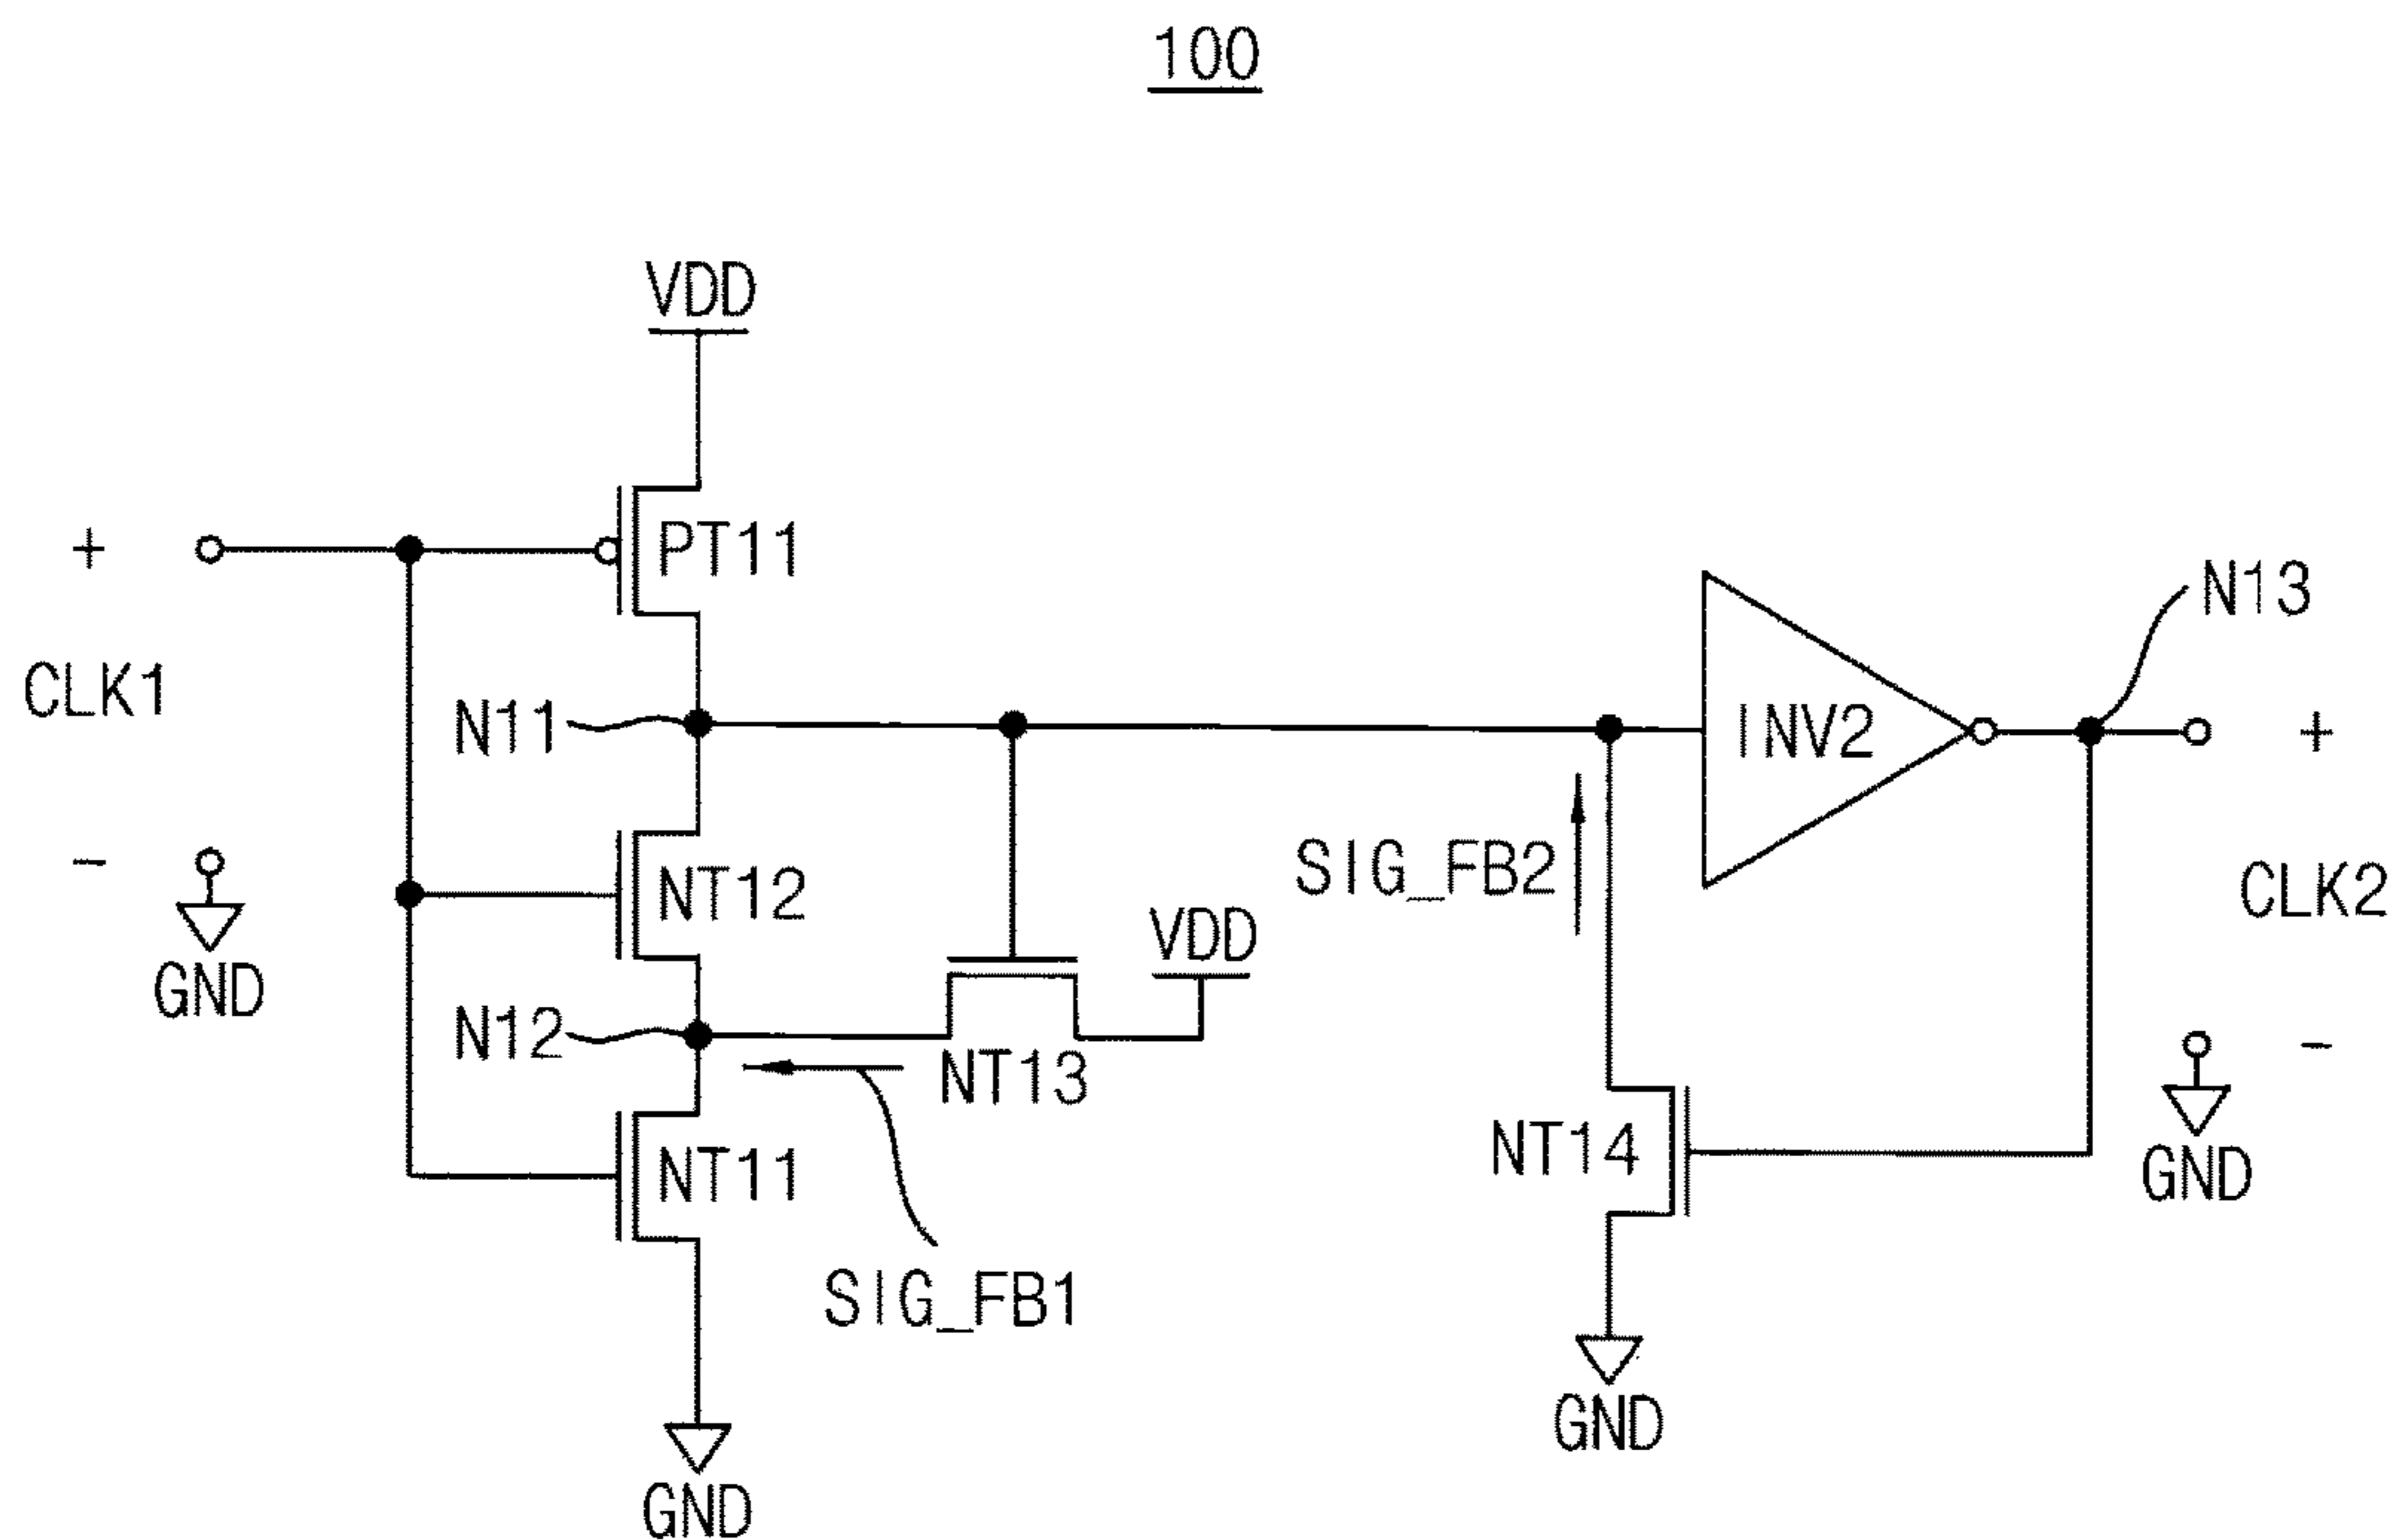 100
VDD
+
PT11
N13
CLK1
N11
INV2
+
-
NT12
SIG_FB2
CLK2
VDD
GND
N12
NT13
-
NT11
NT14
GND
SIG_FB1
GND
GND